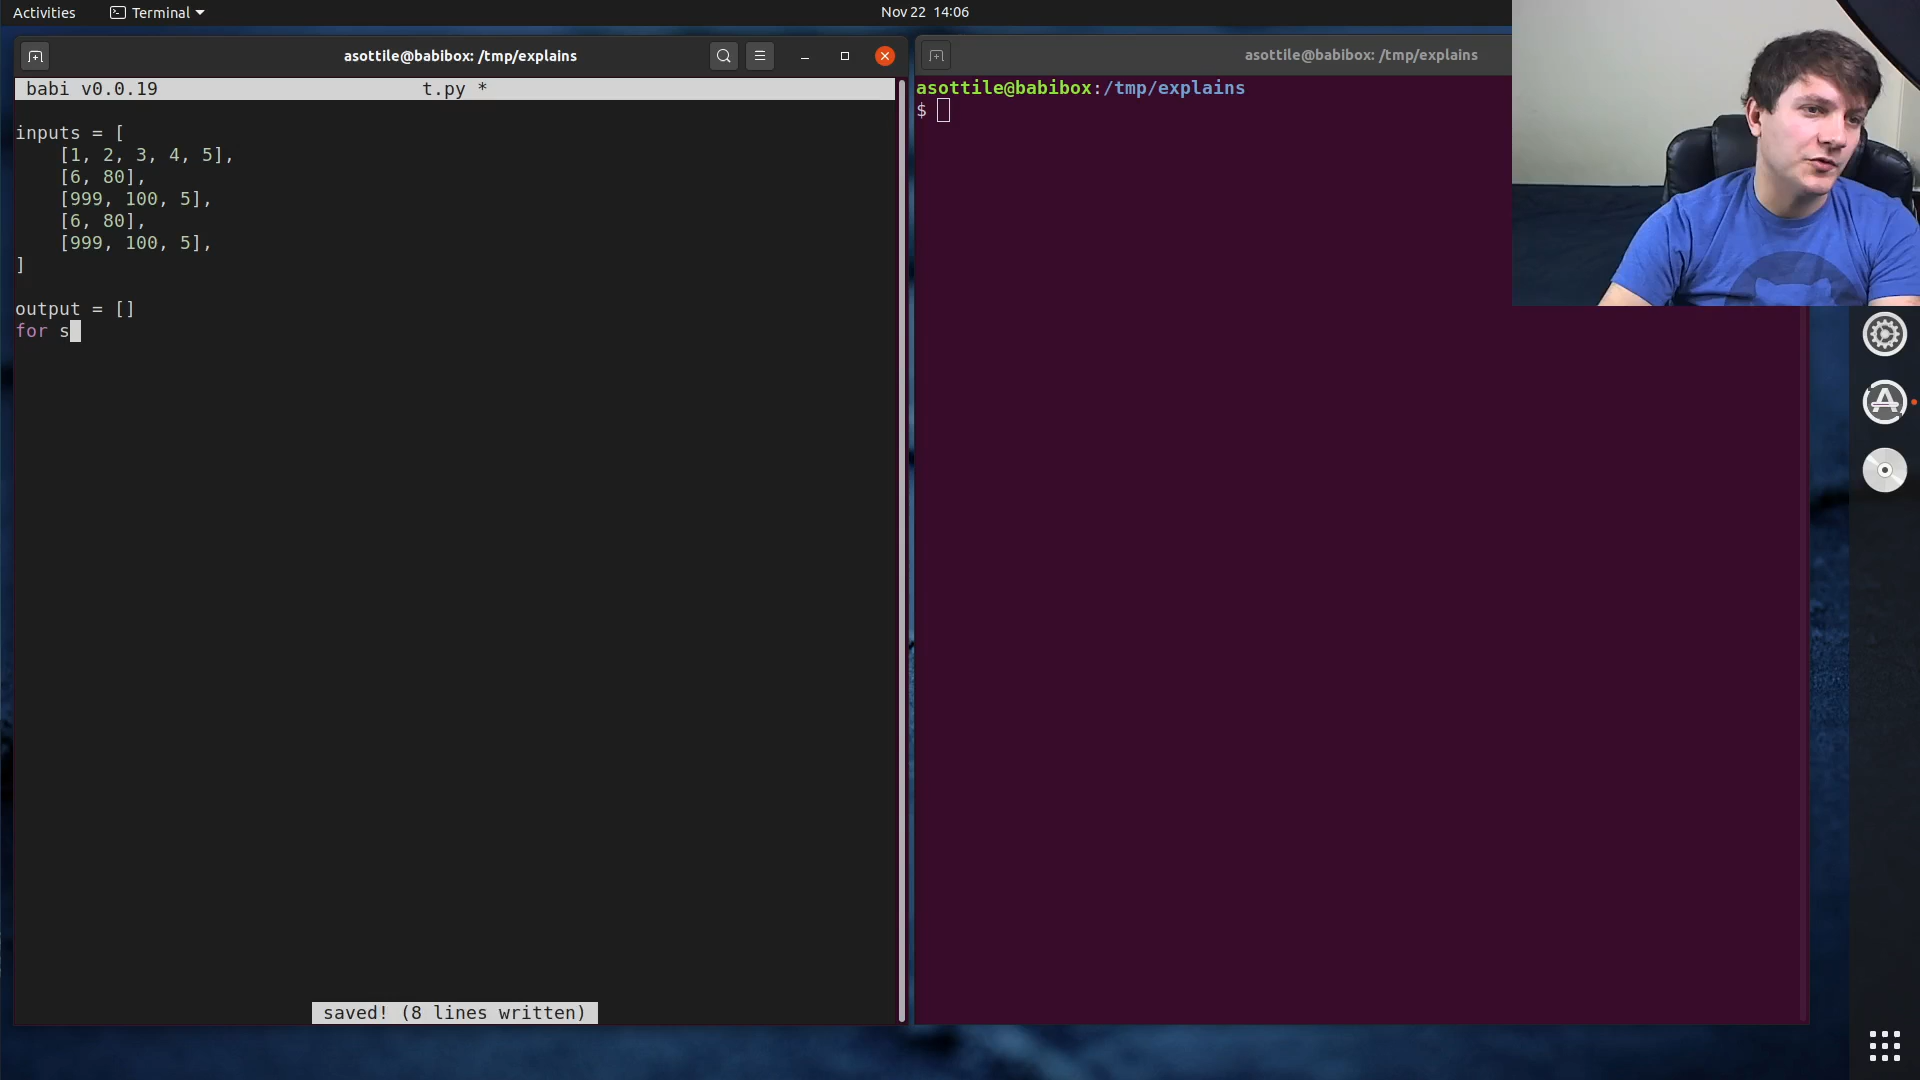 Activities Terminal Nov 22 14:06
asottile@babibox: /tmp/explains
babi v0.0.19 t.py *
inputs = [
    [1, 2, 3, 4, 5],
    [6, 80],
    [999, 100, 5],
    [6, 80],
    [999, 100, 5],
]
output = []
for s
saved! (8 lines written)
asottile@babibox: /tmp/explains
asottile@babibox:/tmp/explains
$